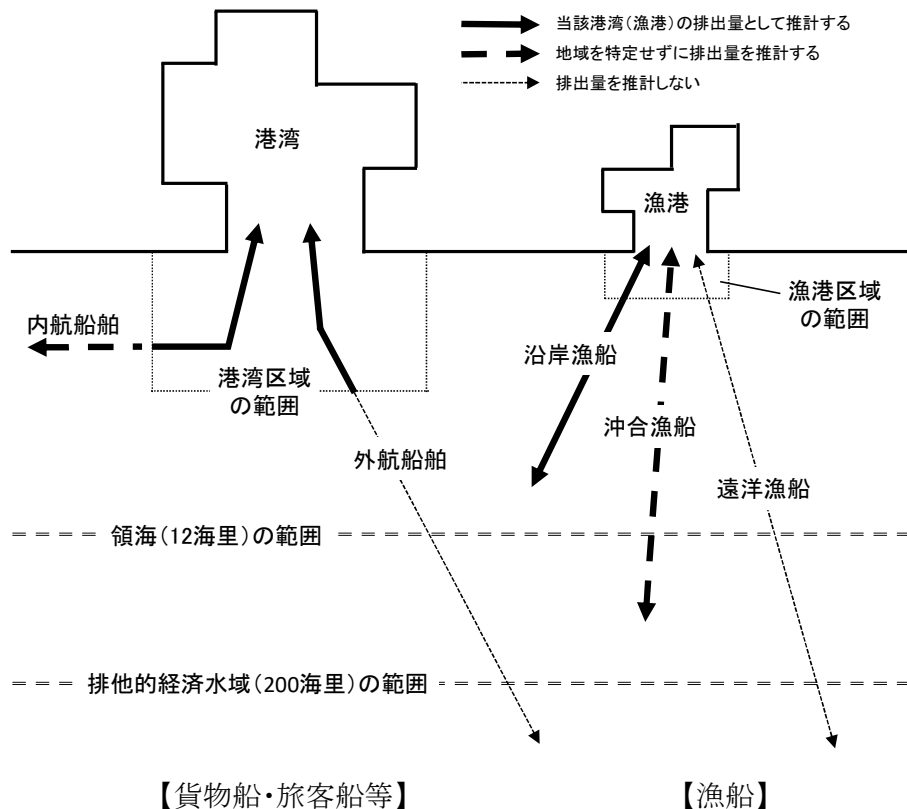 当該港湾(漁港)の排出量として推計する
地域を特定せずに排出量を推計する
排出量を推計しない
港湾
漁港
漁港区域
の範囲
内航船舶
港湾区域
の範囲
沿岸漁船
沖合漁船
外航船舶
遠洋漁船
領海(12海里)の範囲
排他的経済水域(200海里)の範囲
【貨物船・旅客船等】
【漁船】